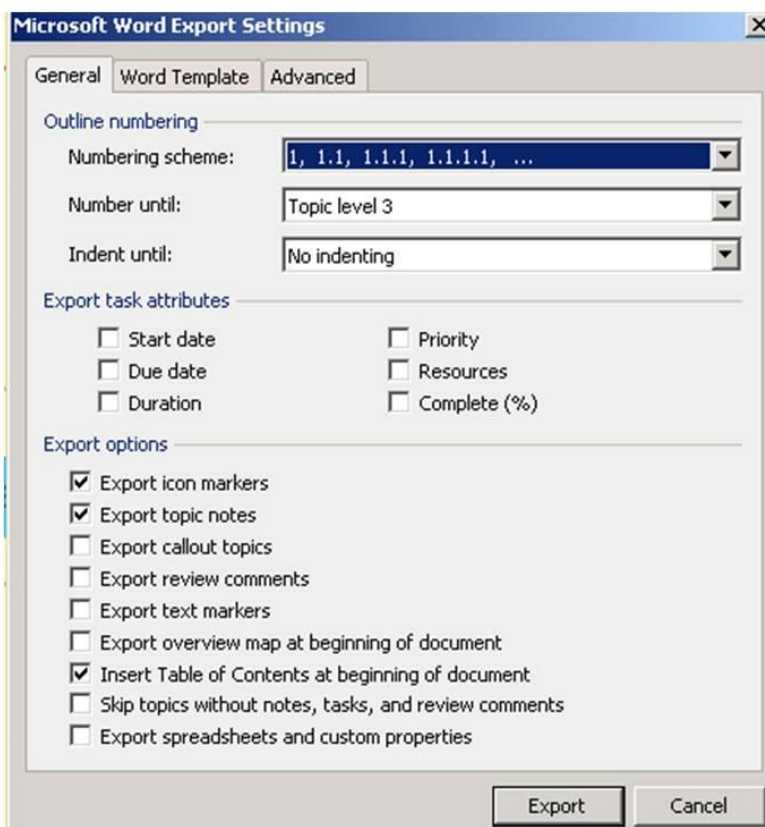 Microsoft Word Export Settings
General Word Template Advanced
Outline numbering
Numbering scheme: 1, 1.1, 1.1.1, 1.1.1.1, ...
Number until: Topic level 3
Indent until: No indenting
Export task attributes
Start date Priority
Due date Resources
Duration Complete (%)
Export options
Export icon markers
Export topic notes
Export callout topics
Export review comments
Export text markers
Export overview map at beginning of document
Insert Table of Contents at beginning of document
Skip topics without notes, tasks, and review comments
Export spreadsheets and custom properties
Export Cancel